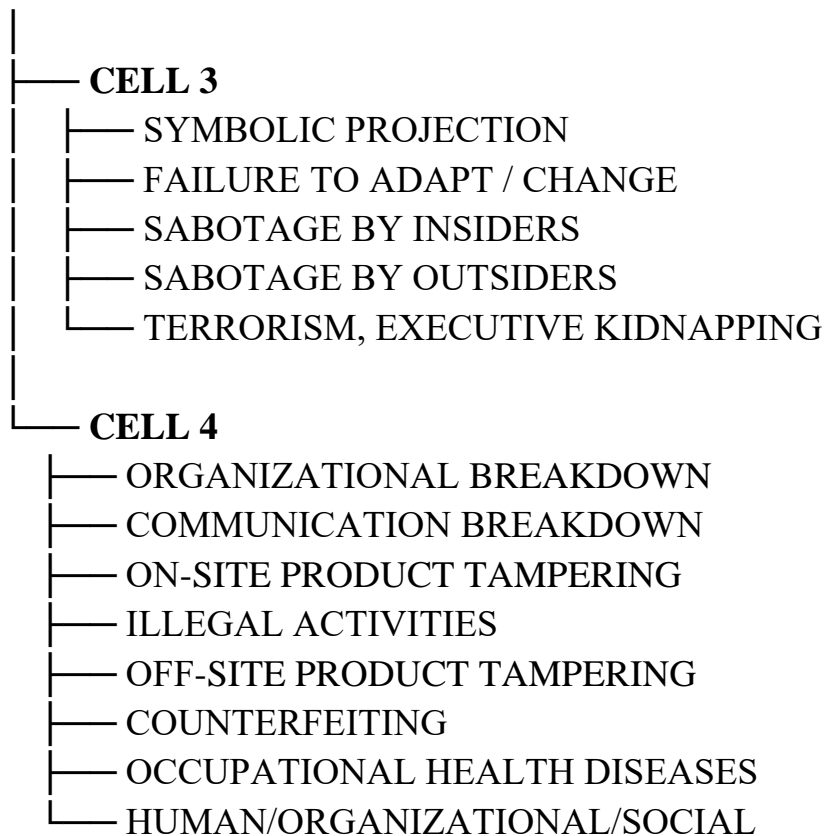 CELL 3
SYMBOLIC PROJECTION
FAILURE TO ADAPT / CHANGE
SABOTAGE BY INSIDERS
SABOTAGE BY OUTSIDERS
TERRORISM, EXECUTIVE KIDNAPPING
CELL 4
ORGANIZATIONAL BREAKDOWN
COMMUNICATION BREAKDOWN
ON-SITE PRODUCT TAMPERING
ILLEGAL ACTIVITIES
OFF-SITE PRODUCT TAMPERING
COUNTERFEITING
OCCUPATIONAL HEALTH DISEASES
HUMAN/ORGANIZATIONAL/SOCIAL